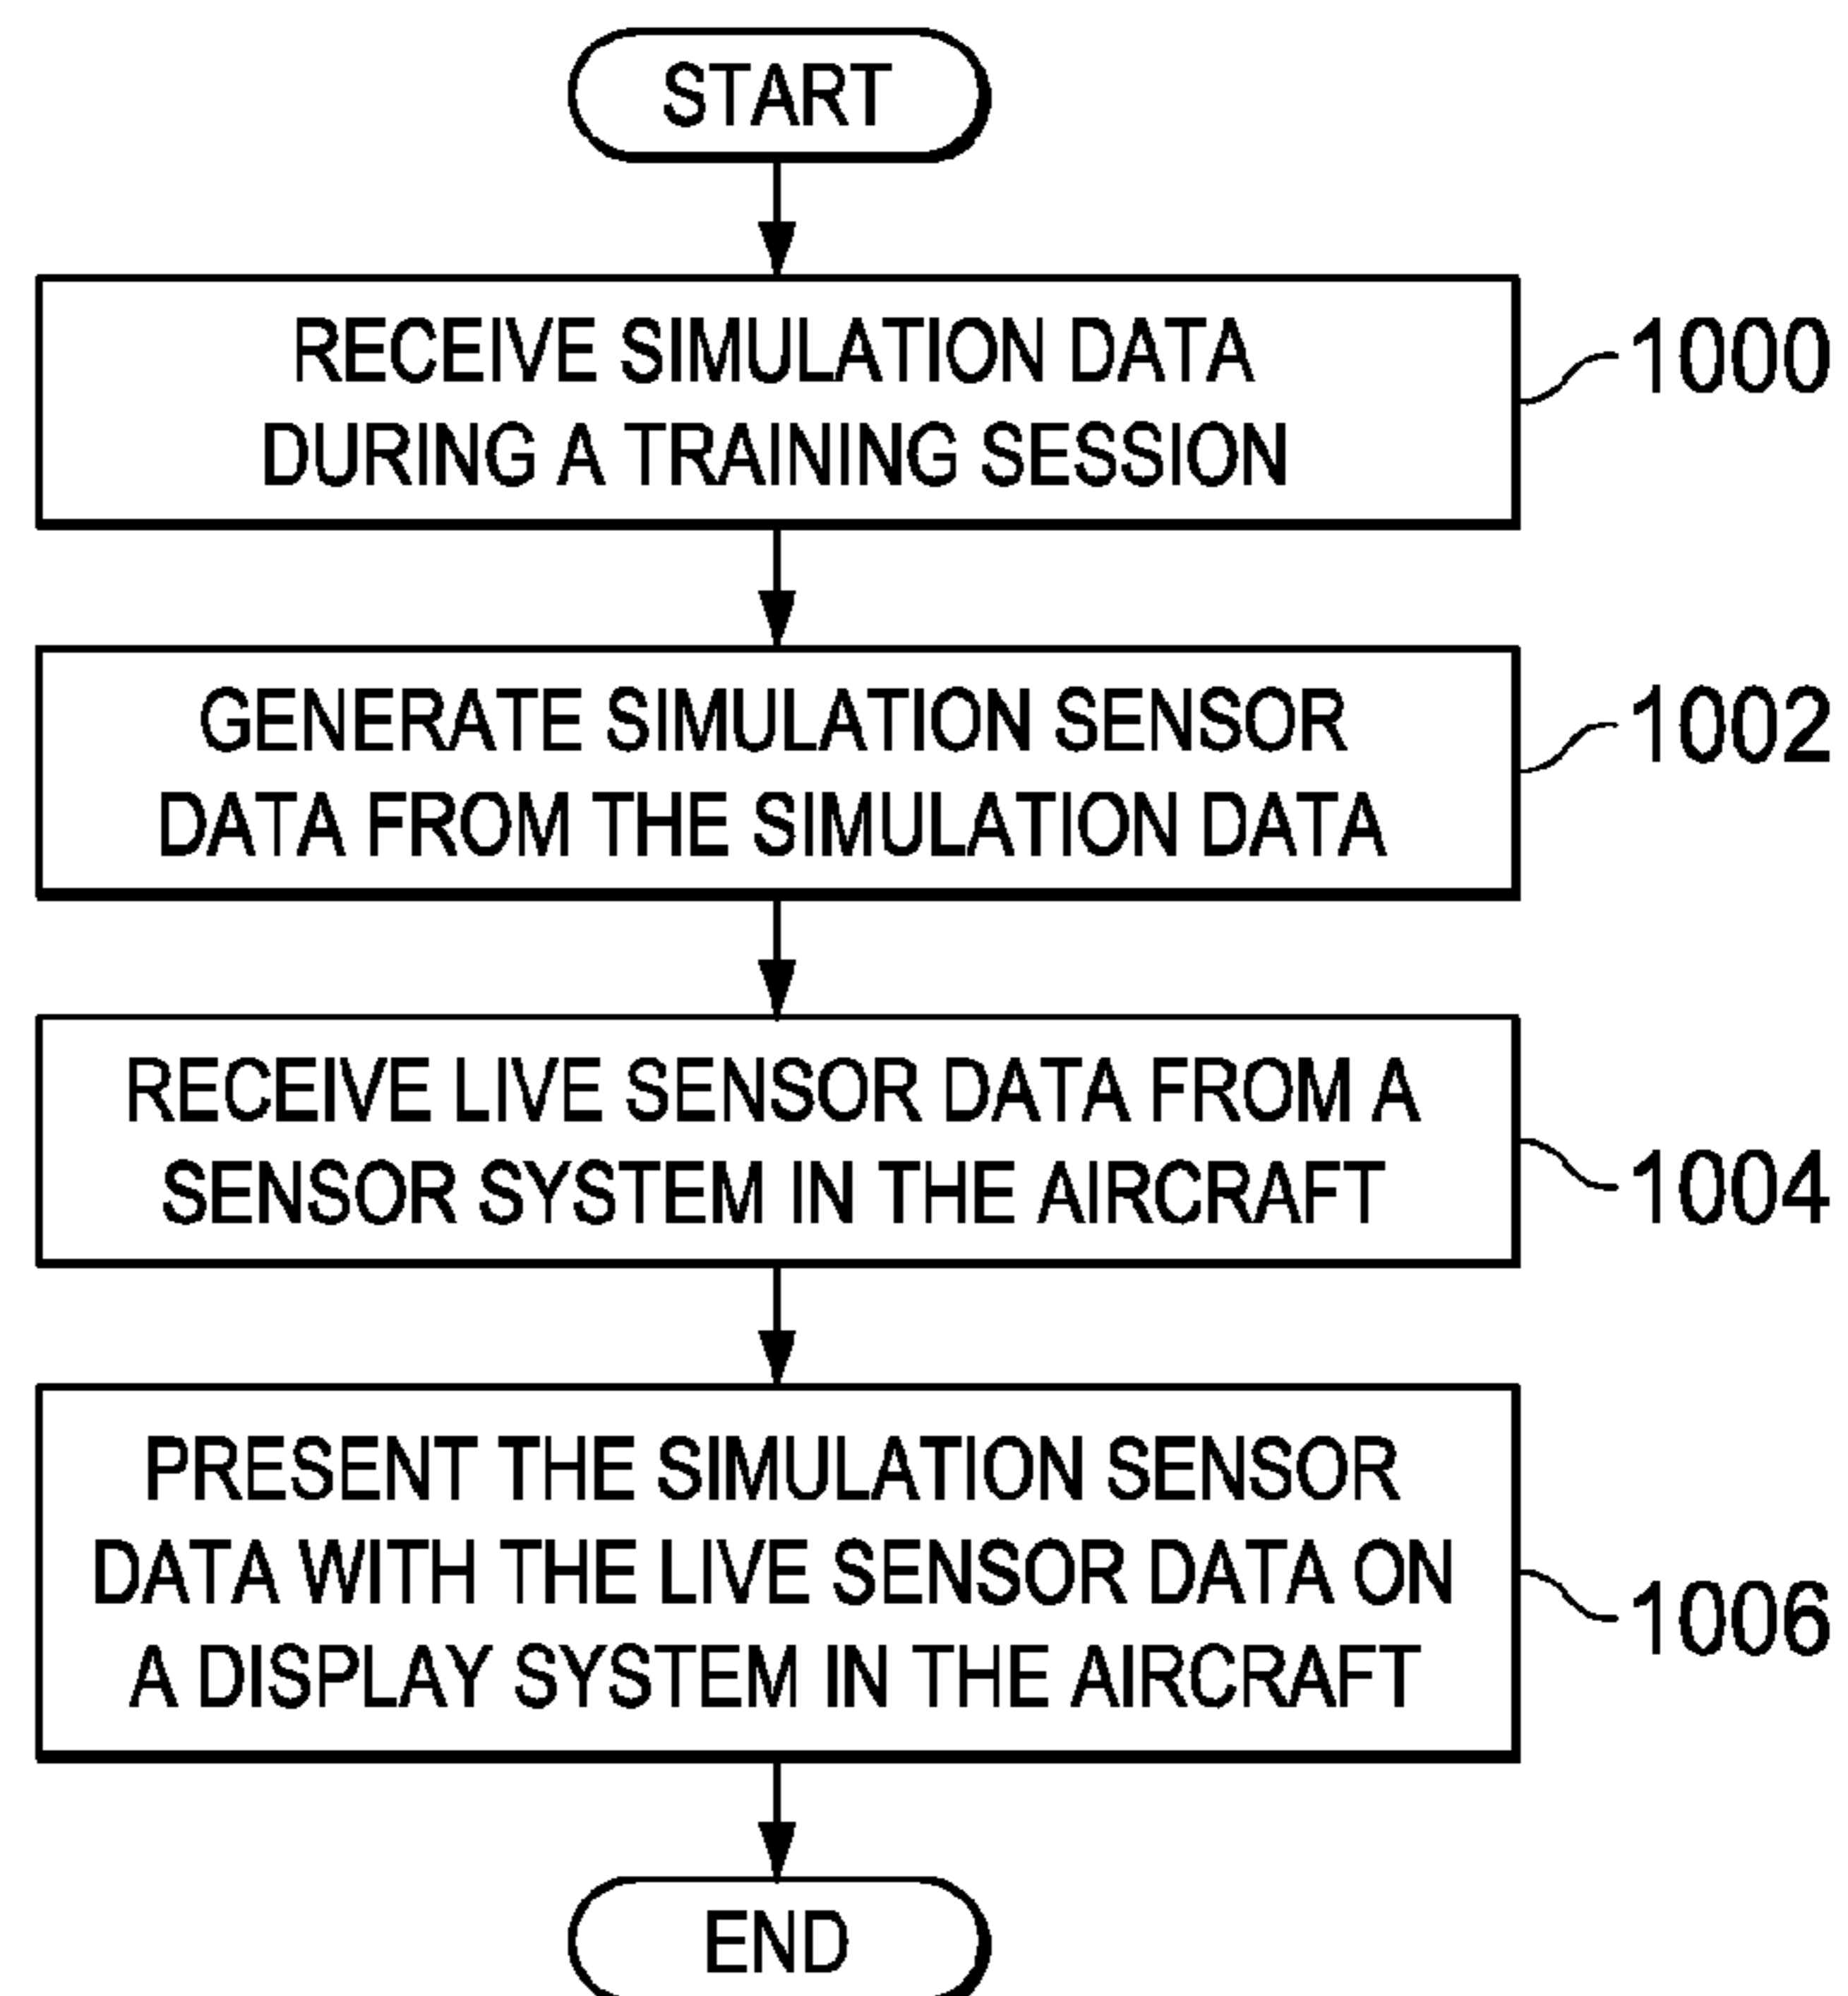 START
RECEIVE SIMULATION DATA
DURING A TRAINING SESSION
1000
GENERATE SIMULATION SENSOR
DATA FROM THE SIMULATION DATA
1002
RECEIVE LIVE SENSOR DATA FROM A
SENSOR SYSTEM IN THE AIRCRAFT
1004
PRESENT THE SIMULATION SENSOR
DATA WITH THE LIVE SENSOR DATA ON
A DISPLAY SYSTEM IN THE AIRCRAFT
1006
END